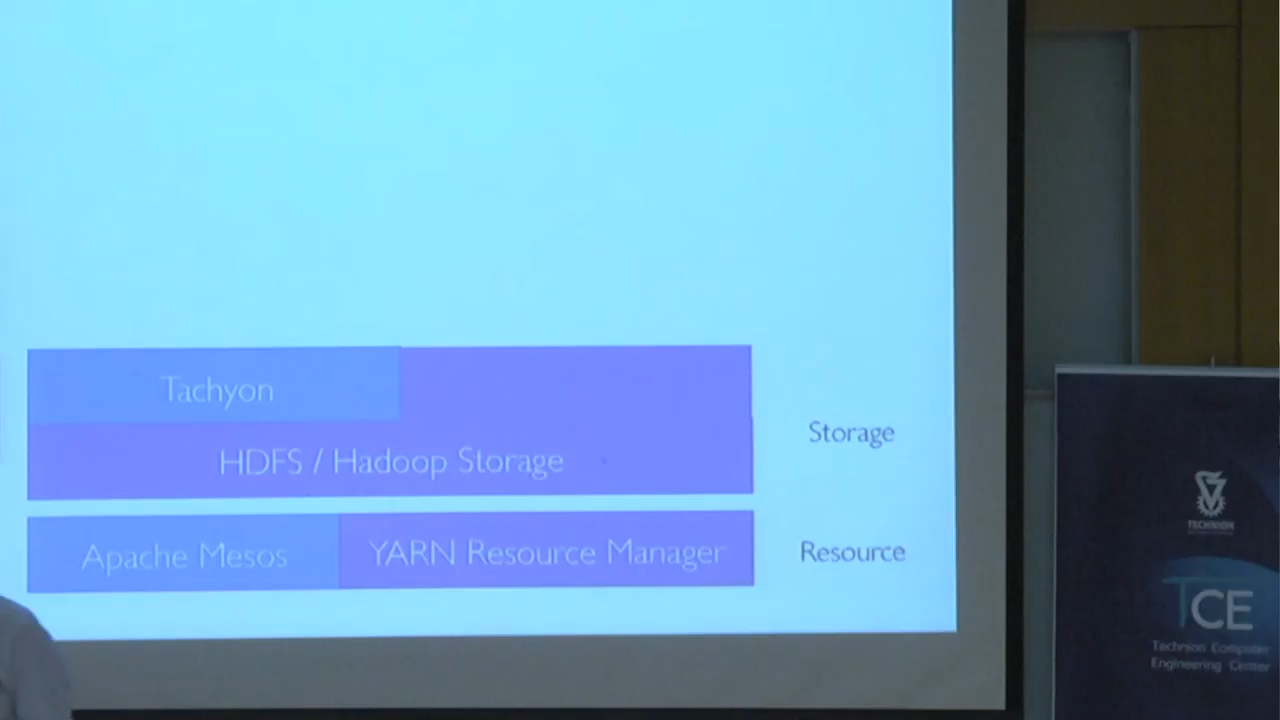 Tachyon
HDFS / Hadoop Storage
Storage
Apache Mesos
YARN Resource Manager
Resource
TECHNION
TCE
Technion Computer
Engineering Center